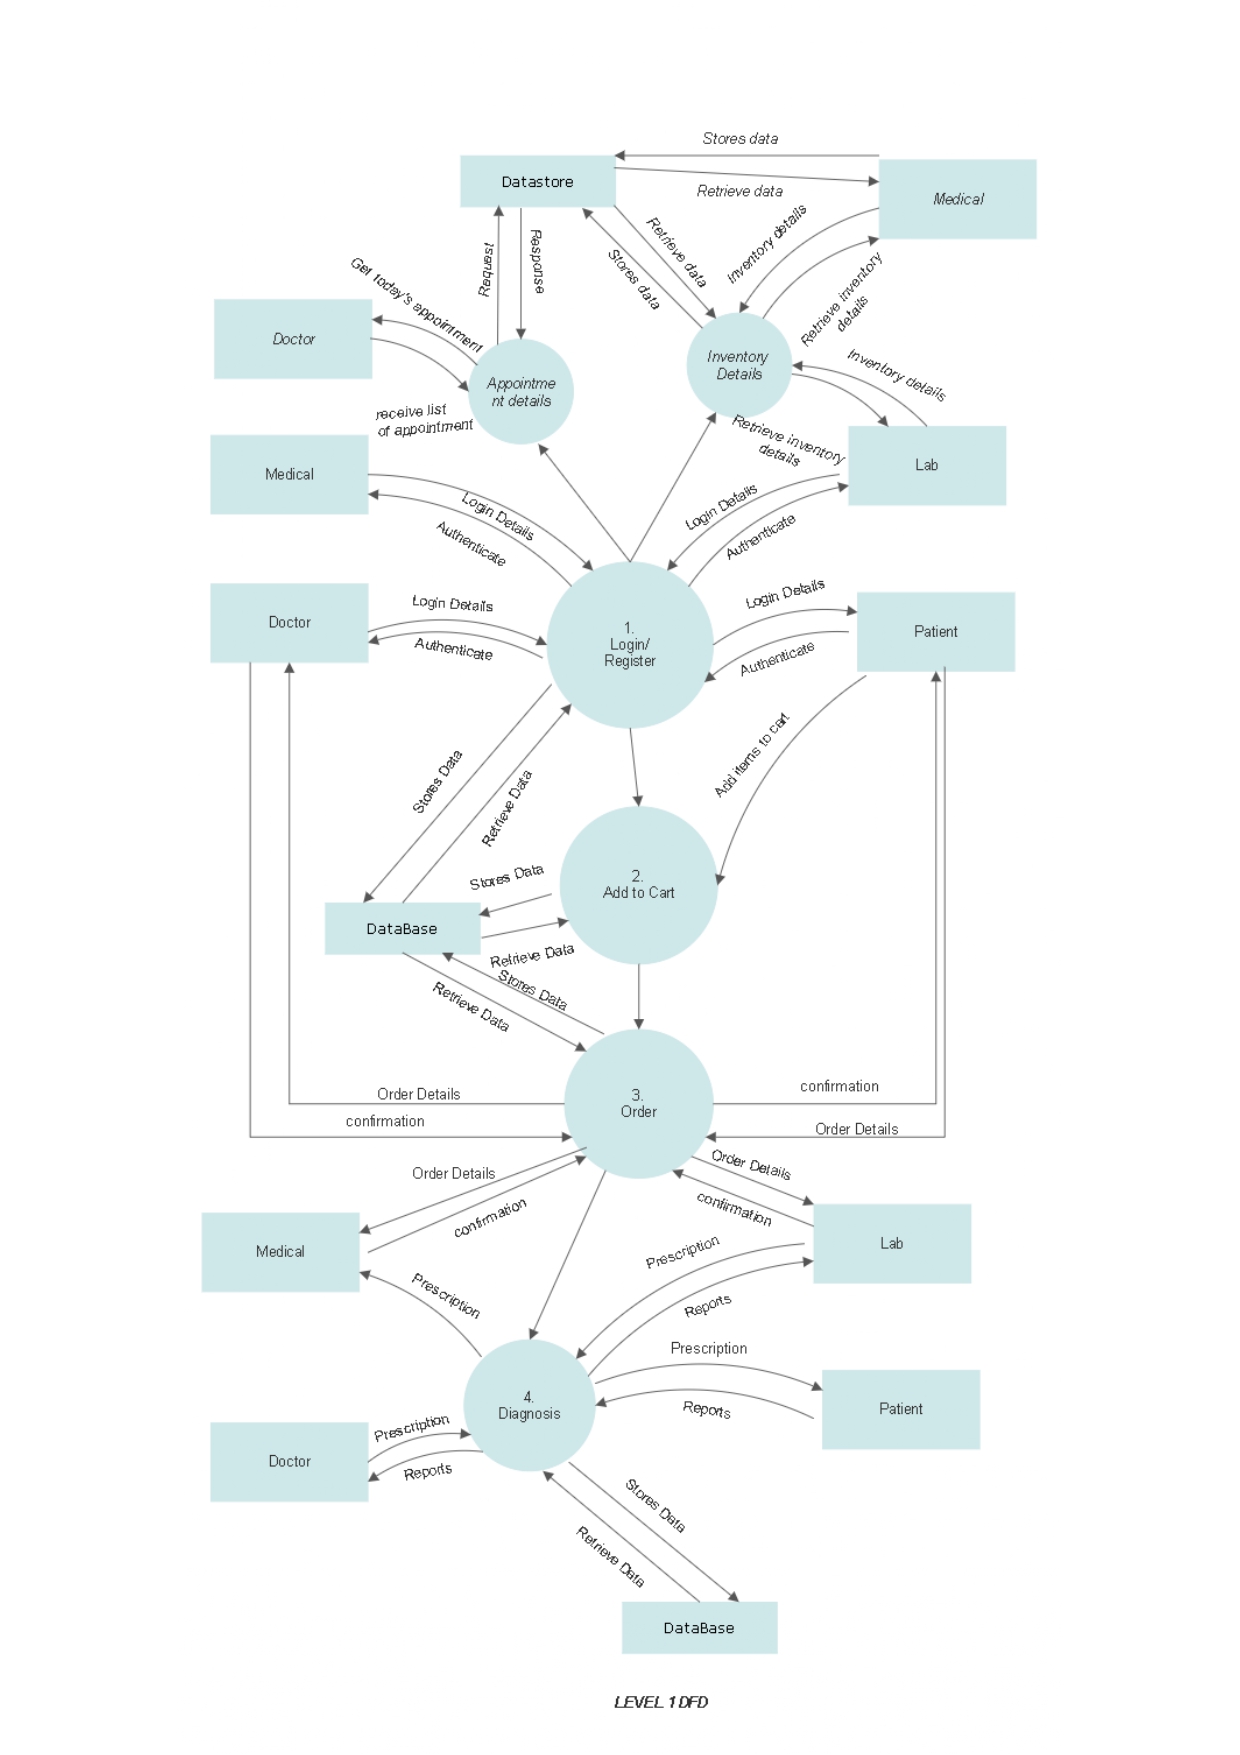 Stores data
Datastore
Retrieve data
Medical
Request
Response
Retrieve data
Stores data
Inventory details
Retrieve inventory
details
Get today's appointment
Doctor
receive list
of appointment
Appointme
nt details
Inventory
Details
Inventory details
Retrieve inventory
details
Medical
Lab
Login Details
Authenticate
Login Details
Authenticate
Doctor
Login Details
Authenticate
1.
Login/
Register
Login Details
Authenticate
Patient
Stores Data
Retrieve Data
Add items to cart
2.
Add to Cart
Stores Data
DataBase
Retrieve Data
Stores Data
Retrieve Data
3.
Order
Order Details
confirmation
confirmation
Order Details
Order Details
confirmation
Order Details
confirmation
Medical
Lab
Prescription
Prescription
Reports
Prescription
Reports
Patient
4.
Diagnosis
Doctor
Prescription
Reports
Stores Data
Retrieve Data
DataBase
LEVEL 1 DFD